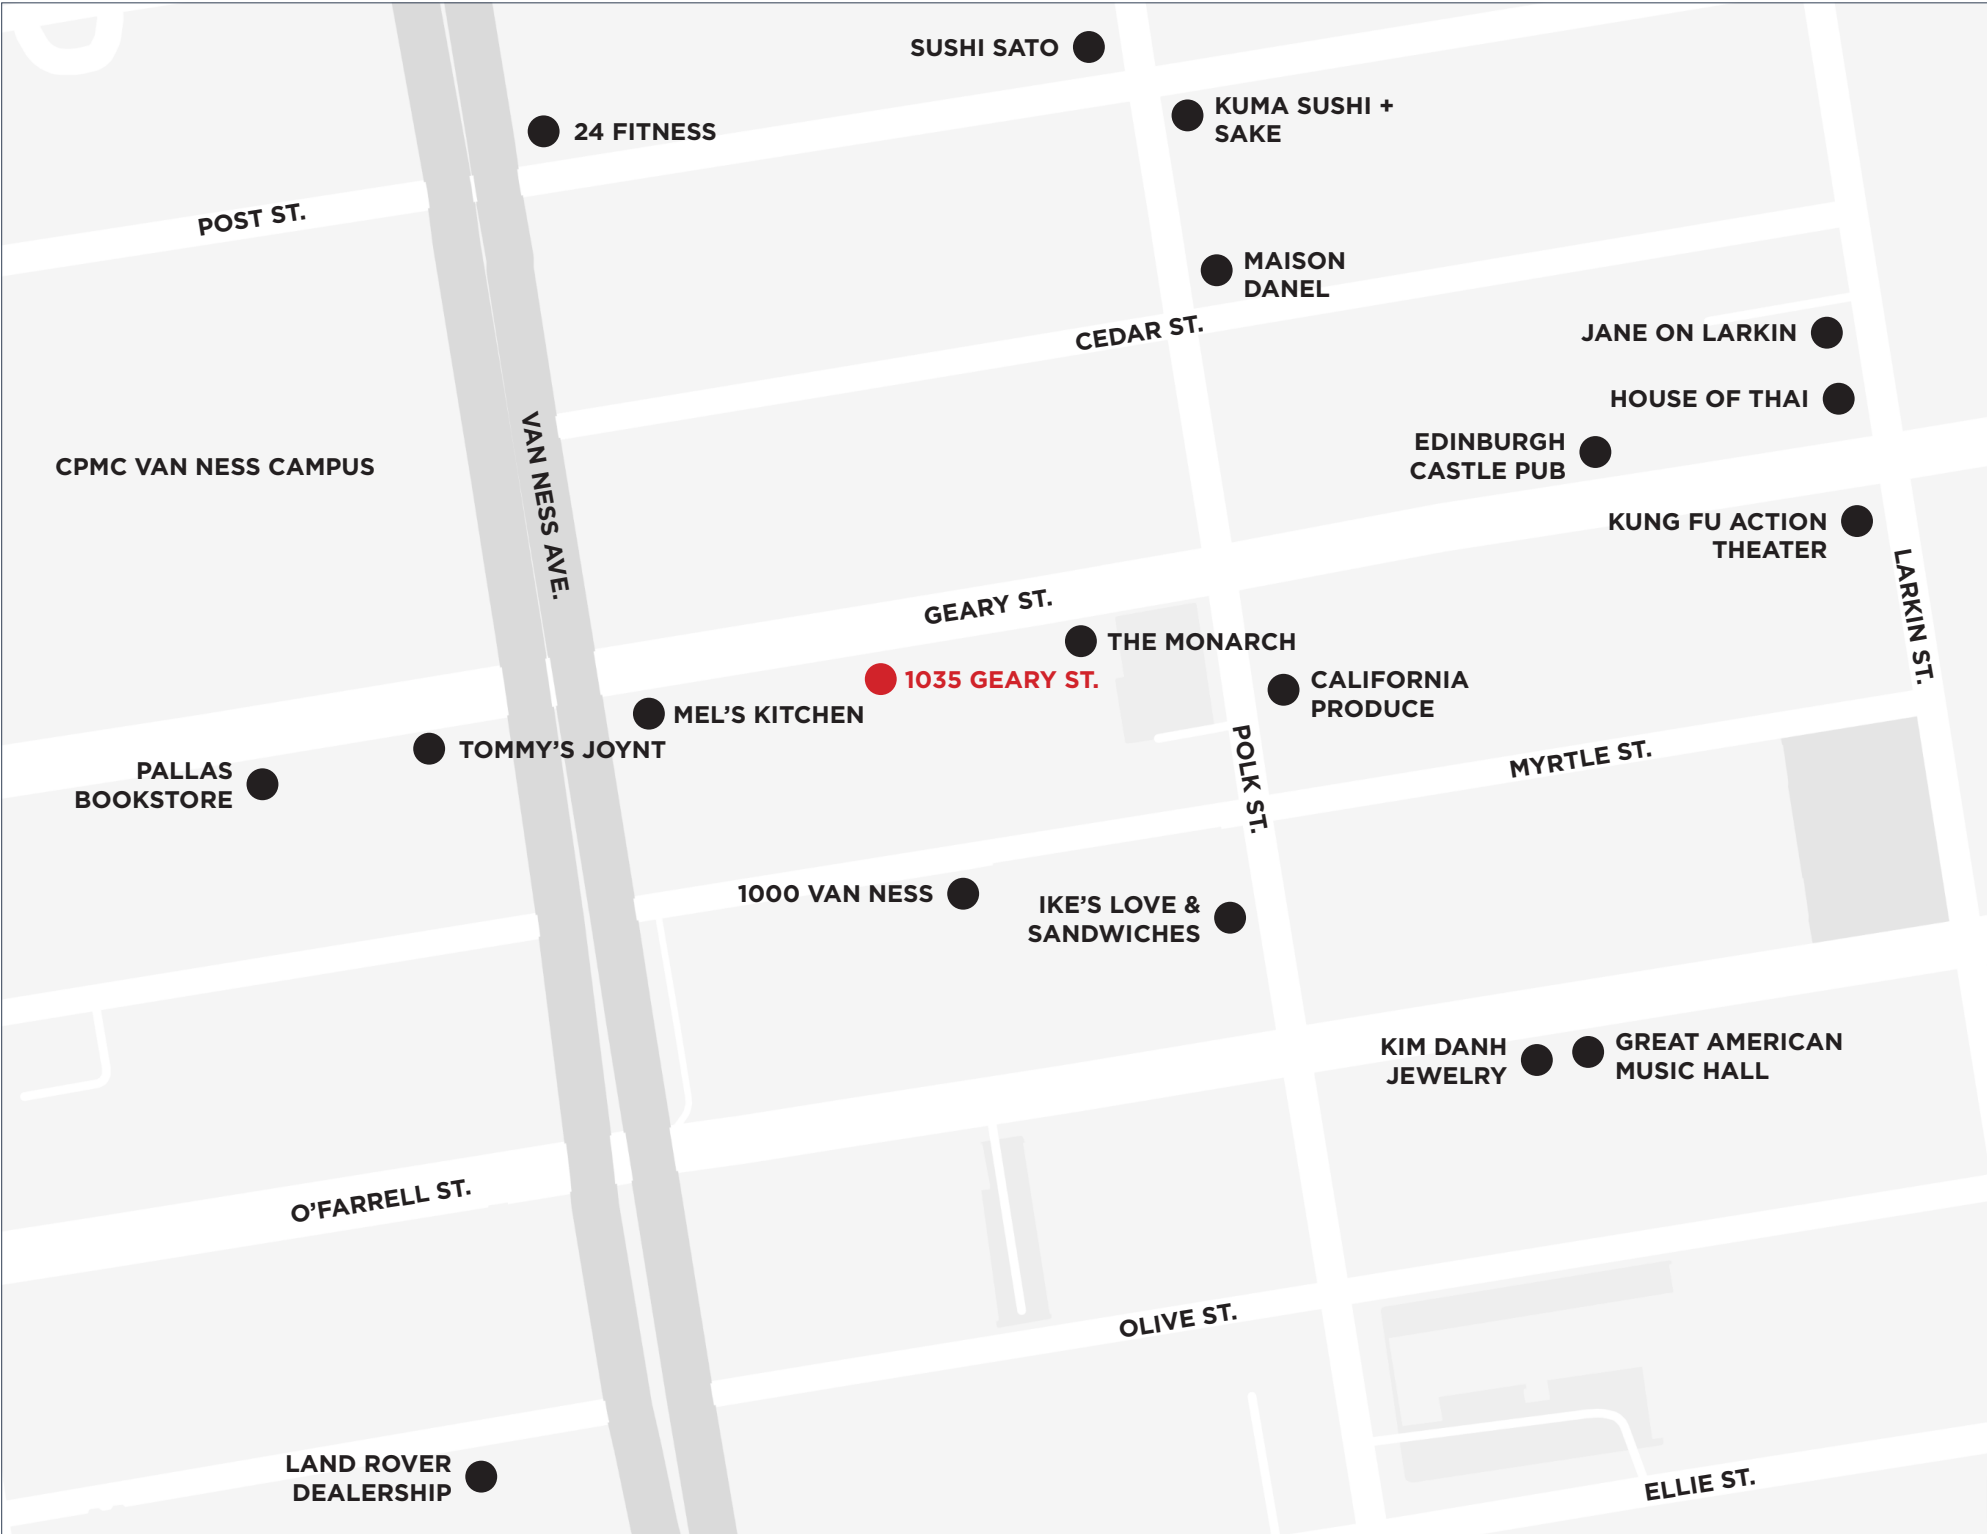 SUSHI SATO
KUMA SUSHI +
SAKE
24 FITNESS
POST ST.
MAISON
DANEL
CEDAR ST.
JANE ON LARKIN
HOUSE OF THAI
EDINBURGH
CASTLE PUB
CPMC VAN NESS CAMPUS
VAN NESS AVE.
KUNG FU ACTION
THEATER
LARKIN ST.
GEARY ST.
THE MONARCH
1035 GEARY ST.
CALIFORNIA
PRODUCE
MEL'S KITCHEN
TOMMY'S JOYNT
PALLAS
BOOKSTORE
POLK ST.
MYRTLE ST.
1000 VAN NESS
IKE'S LOVE &
SANDWICHES
KIM DANH
JEWELRY
GREAT AMERICAN
MUSIC HALL
O'FARRELL ST.
OLIVE ST.
LAND ROVER
DEALERSHIP
ELLIE ST.